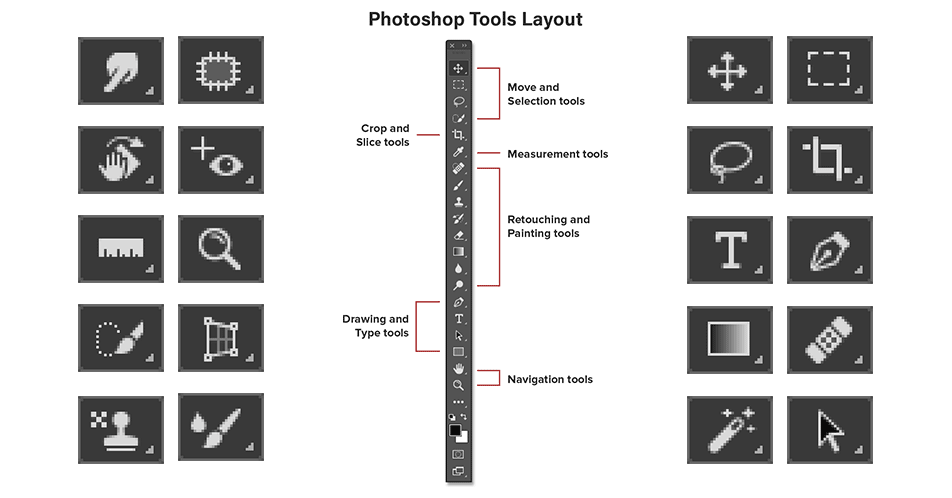 Photoshop Tools Layout
Move and
Selection tools
Crop and
Slice tools
Measurement tools
Retouching and
Painting tools
Drawing and
Type tools
Navigation tools